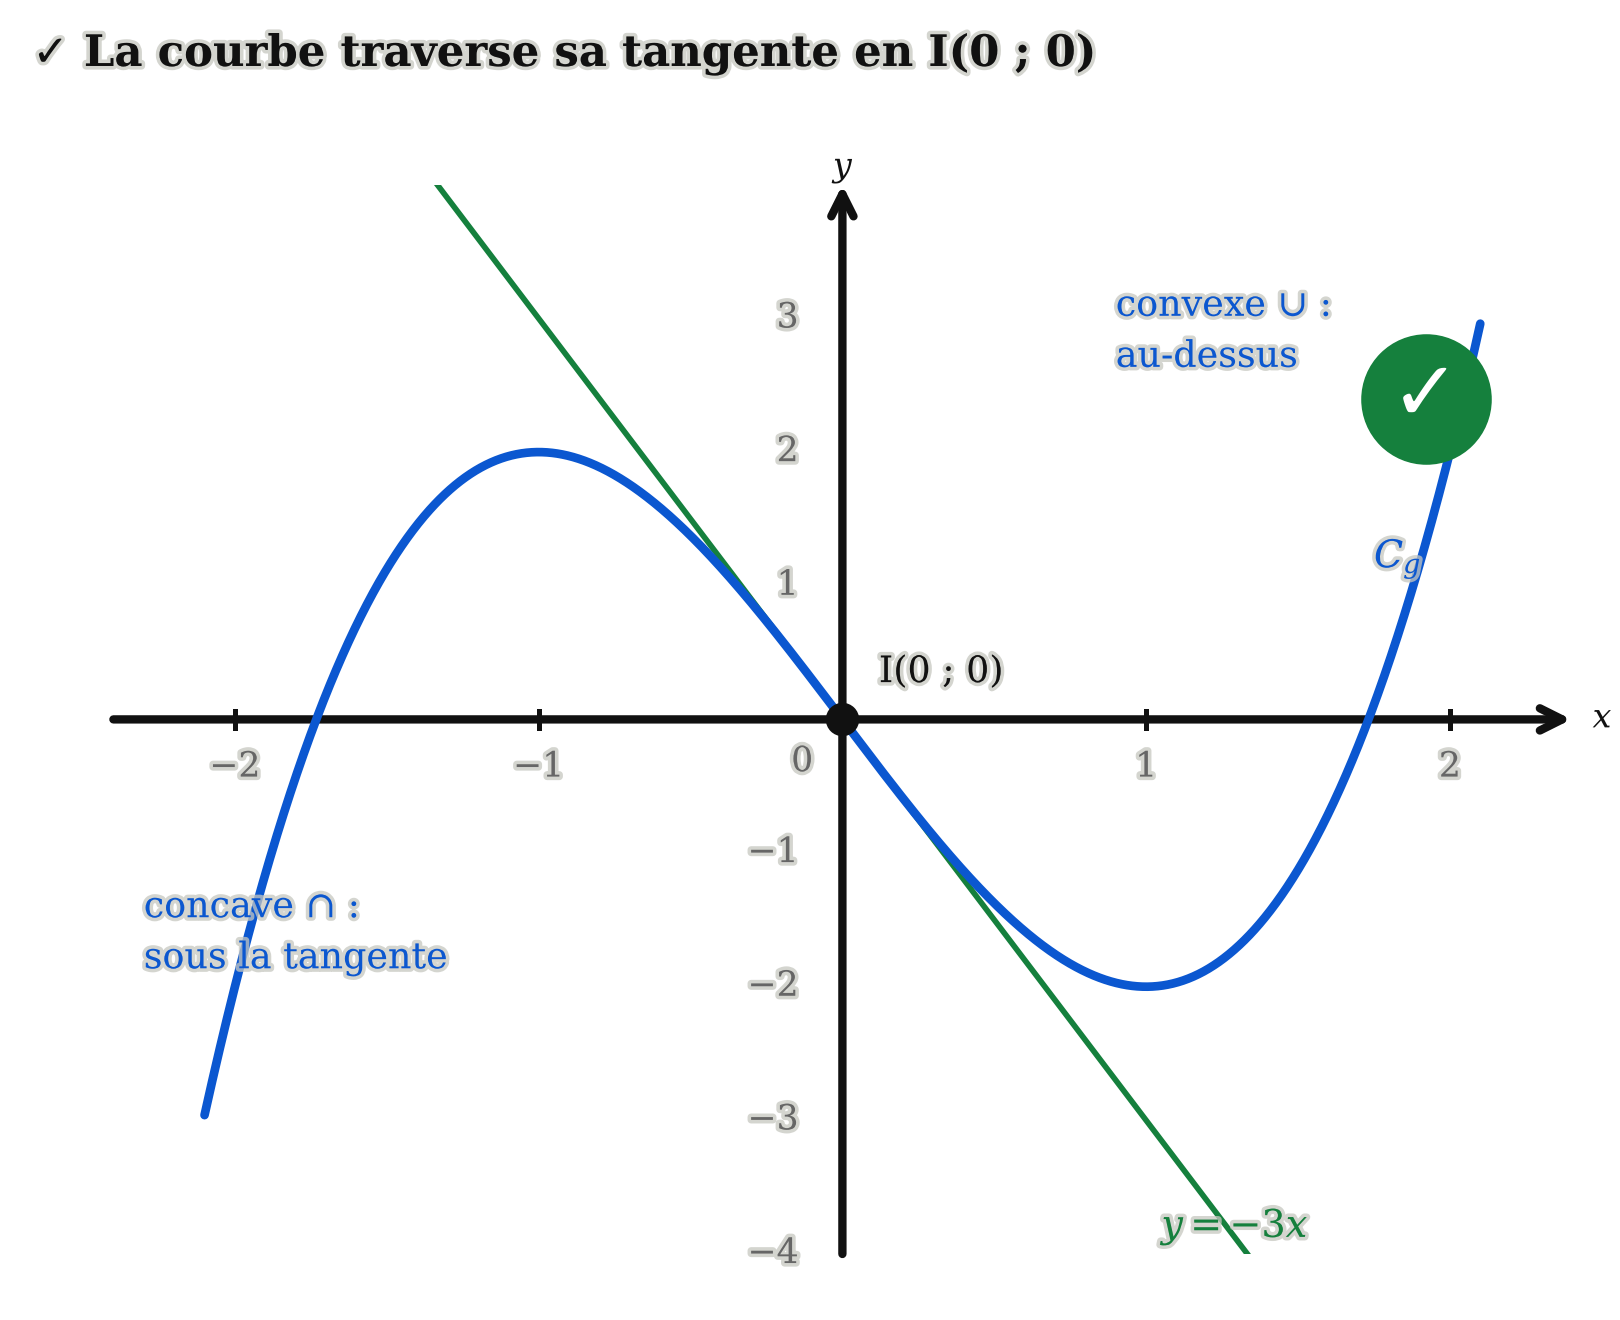 ✓ La courbe traverse sa tangente en I(0 ; 0)
y
convexe ∪ :
au-dessus
✓
3
2
1
C_g
I(0 ; 0)
x
−2
−1
0
1
2
−1
concave ∩ :
sous la tangente
−2
−3
y = −3x
−4